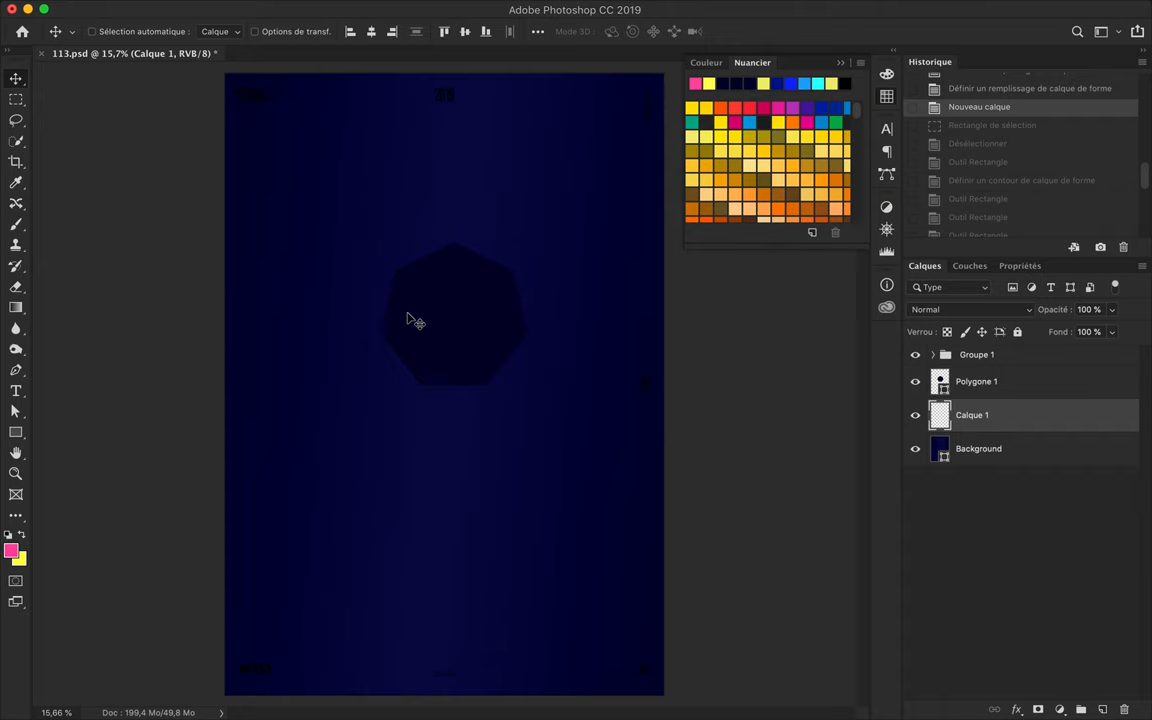 Adobe Photoshop CC 2019
Sélection automatique :
Calque
Options de transf.
Mode 3D :
113.psd @ 15,7% (Calque 1, RVB/8) *
Couleur
Nuancier
Historique
Définir un remplissage de calque de forme
Nouveau calque
Rectangle de sélection
Désélectionner
Outil Rectangle
Définir un contour de calque de forme
Outil Rectangle
Outil Rectangle
Calques
Couches
Propriétés
Type
Normal
Opacité : 100 %
Verrou :
Fond : 100 %
Groupe 1
Polygone 1
Calque 1
Background
15,66 %
Doc : 199,4 Mo/49,8 Mo